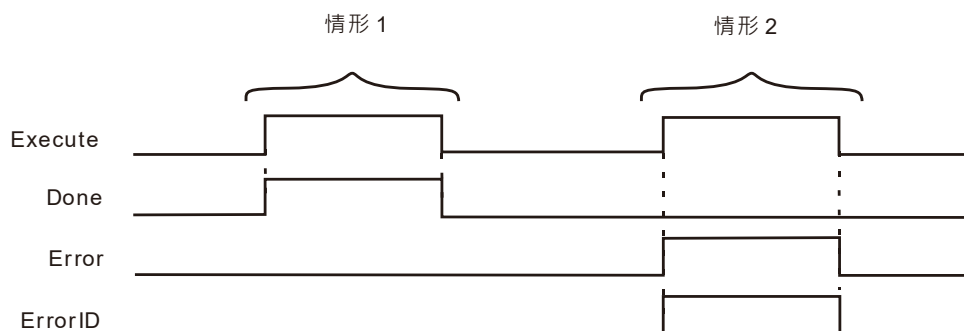 情形 1
情形 2
Execute
Done
Error
ErrorID